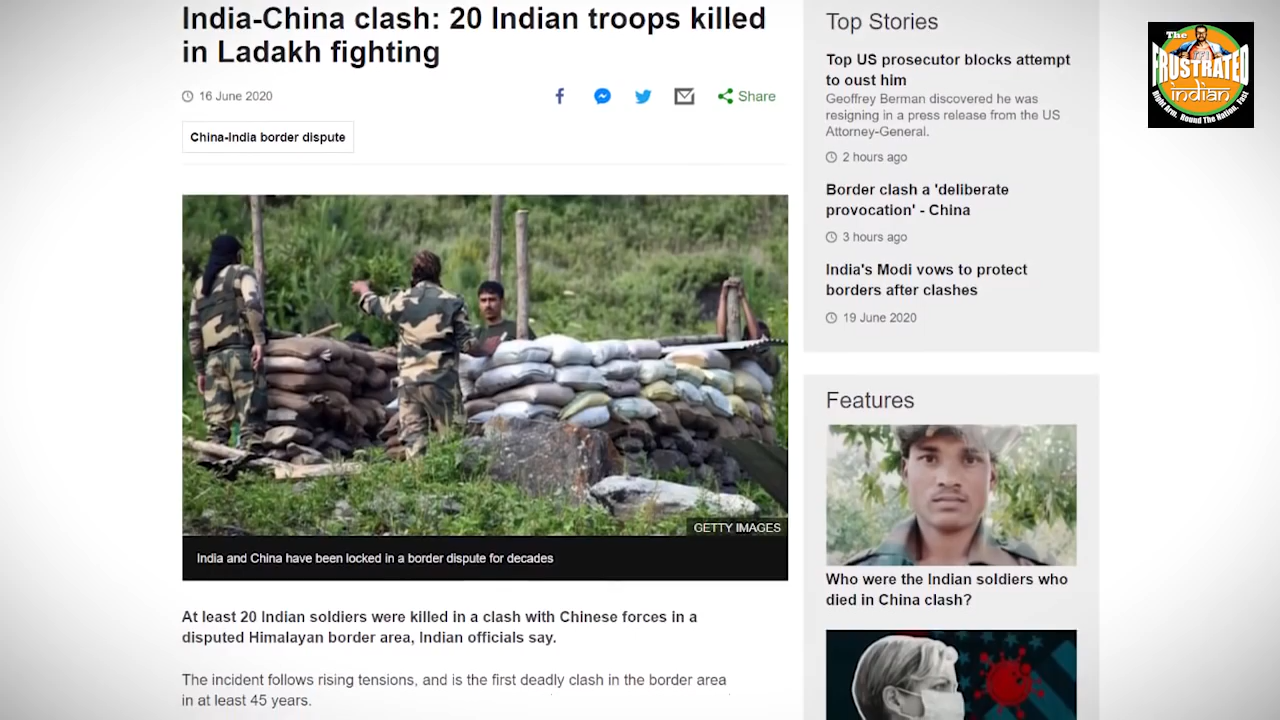 India-China clash: 20 Indian troops killed
in Ladakh fighting
16 June 2020
Share
China-India border dispute
GETTY IMAGES
India and China have been locked in a border dispute for decades
At least 20 Indian soldiers were killed in a clash with Chinese forces in a
disputed Himalayan border area, Indian officials say.
The incident follows rising tensions, and is the first deadly clash in the border area
in at least 45 years.
Top Stories
Top US prosecutor blocks attempt
to oust him
Geoffrey Berman discovered he was
resigning in a press release from the US
Attorney-General.
2 hours ago
Border clash a 'deliberate
provocation' - China
3 hours ago
India's Modi vows to protect
borders after clashes
19 June 2020
Features
Who were the Indian soldiers who
died in China clash?
The
FRUSTRATED
indian
Right Arm, Round The Nation, Fast